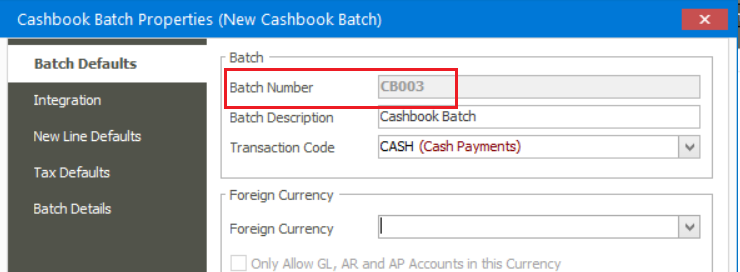 Cashbook Batch Properties (New Cashbook Batch)
Batch Defaults
Integration
New Line Defaults
Tax Defaults
Batch Details
Batch
Batch Number CB003
Batch Description Cashbook Batch
Transaction Code CASH (Cash Payments)
Foreign Currency
Foreign Currency
Only Allow GL, AR and AP Accounts in this Currency